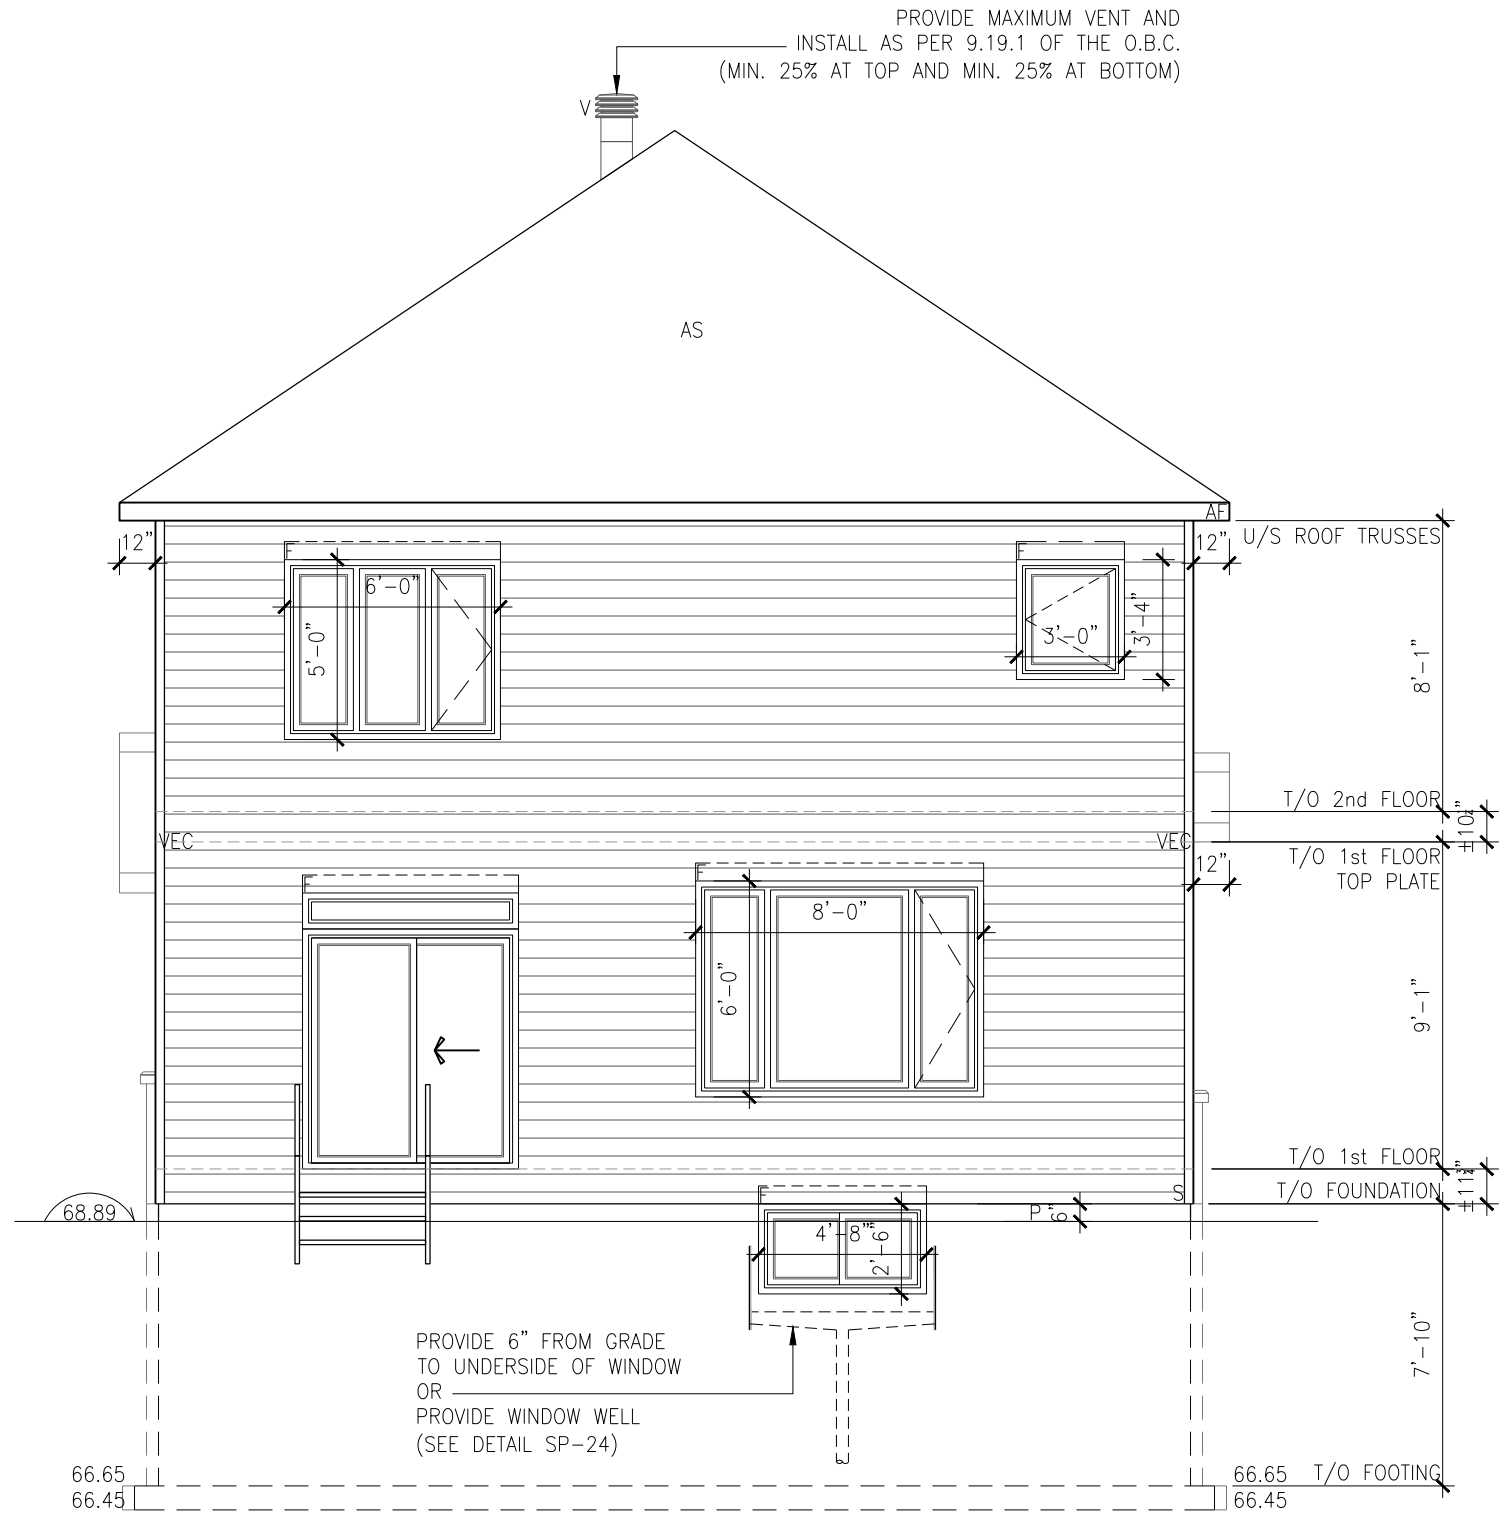 PROVIDE MAXIMUM VENT AND
INSTALL AS PER 9.19.1 OF THE O.B.C.
(MIN. 25% AT TOP AND MIN. 25% AT BOTTOM)
V
AS
AF
12"
12"
U/S ROOF TRUSSES
F
F
6'-0"
5'-0"
3'-0"
3'-4"
8'-1"
T/O 2nd FLOOR
VEC
VEC
T/O 1st FLOOR
TOP PLATE
12"
F
F
8'-0"
6'-0"
9'-1"
T/O 1st FLOOR
T/O FOUNDATION
S
68.89
F
P
6"
4'-8"
2'-6"
PROVIDE 6" FROM GRADE
TO UNDERSIDE OF WINDOW
OR
PROVIDE WINDOW WELL
(SEE DETAIL SP-24)
7'-10"
66.65
66.45
66.65
T/O FOOTING
66.45